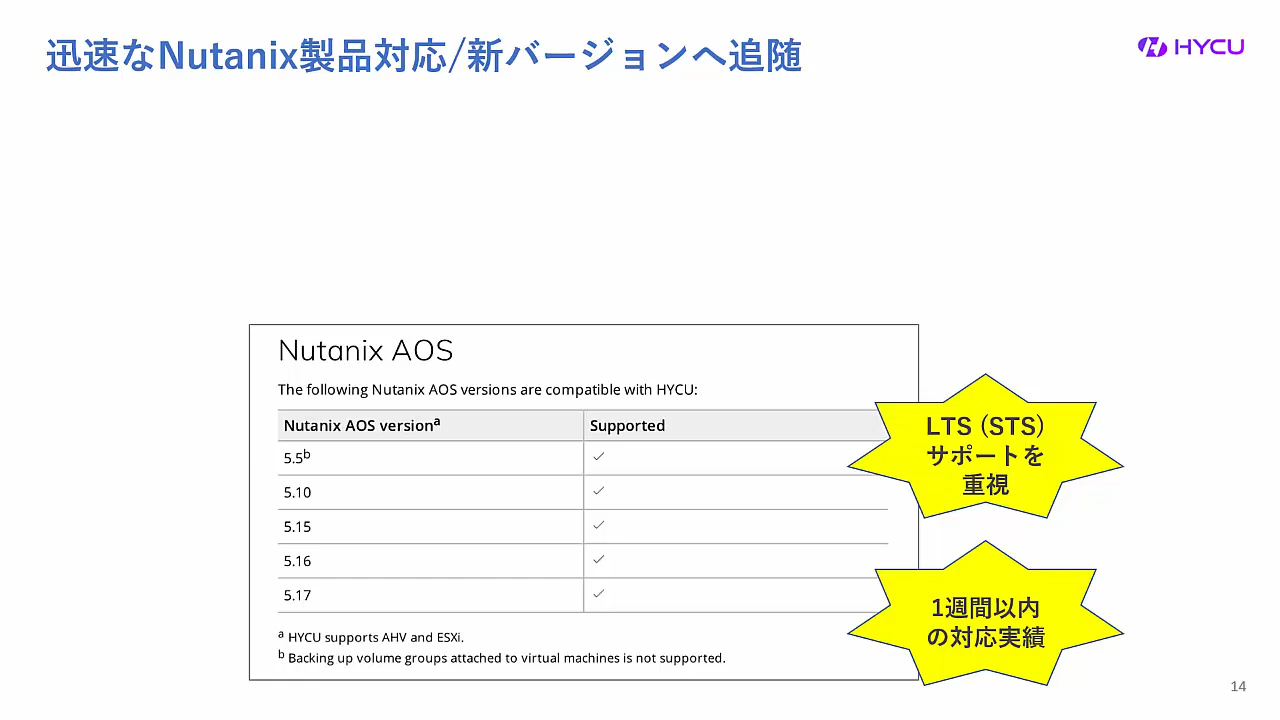 迅速なNutanix製品対応/新バージョンへ追随
HYCU
Nutanix AOS
The following Nutanix AOS versions are compatible with HYCU:
Nutanix AOS versionᵃ Supported
5.5ᵇ ✓
5.10 ✓
5.15 ✓
5.16 ✓
5.17 ✓
ᵃ HYCU supports AHV and ESXi.
ᵇ Backing up volume groups attached to virtual machines is not supported.
LTS (STS)
サポートを
重視
1週間以内
の対応実績
14